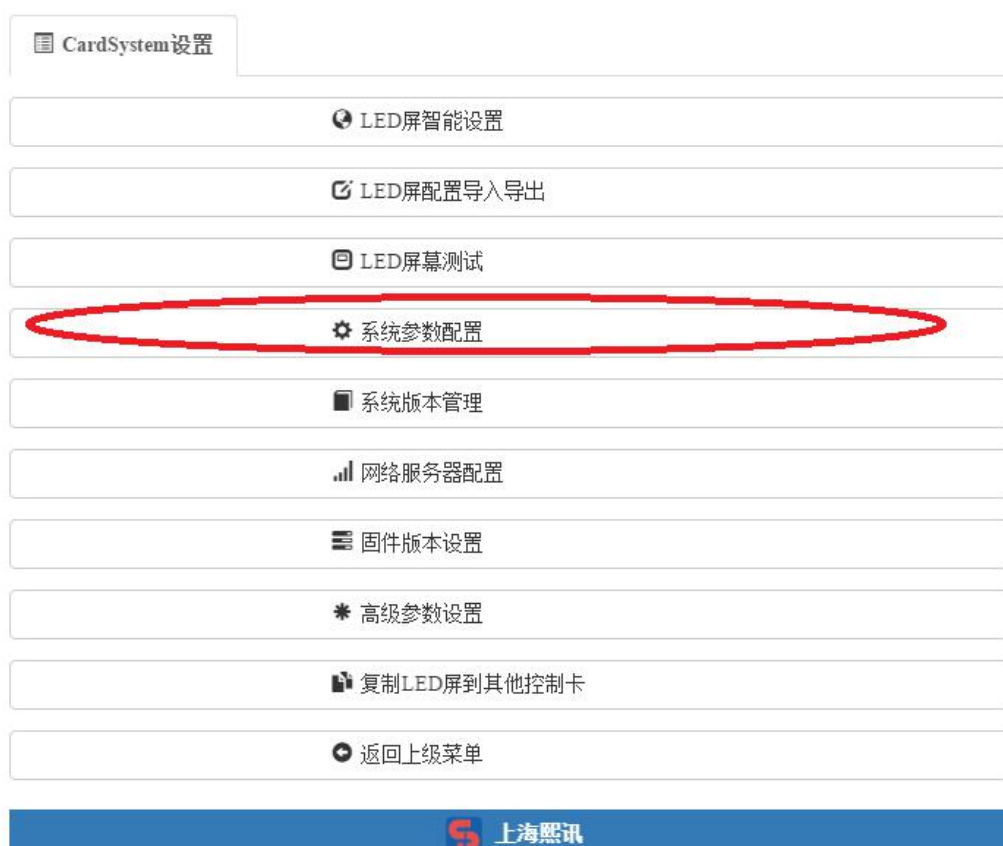 CardSystem设置
LED屏智能设置
LED屏配置导入导出
LED屏幕测试
系统参数配置
系统版本管理
网络服务器配置
固件版本设置
高级参数设置
复制LED屏到其他控制卡
返回上级菜单
上海熙讯